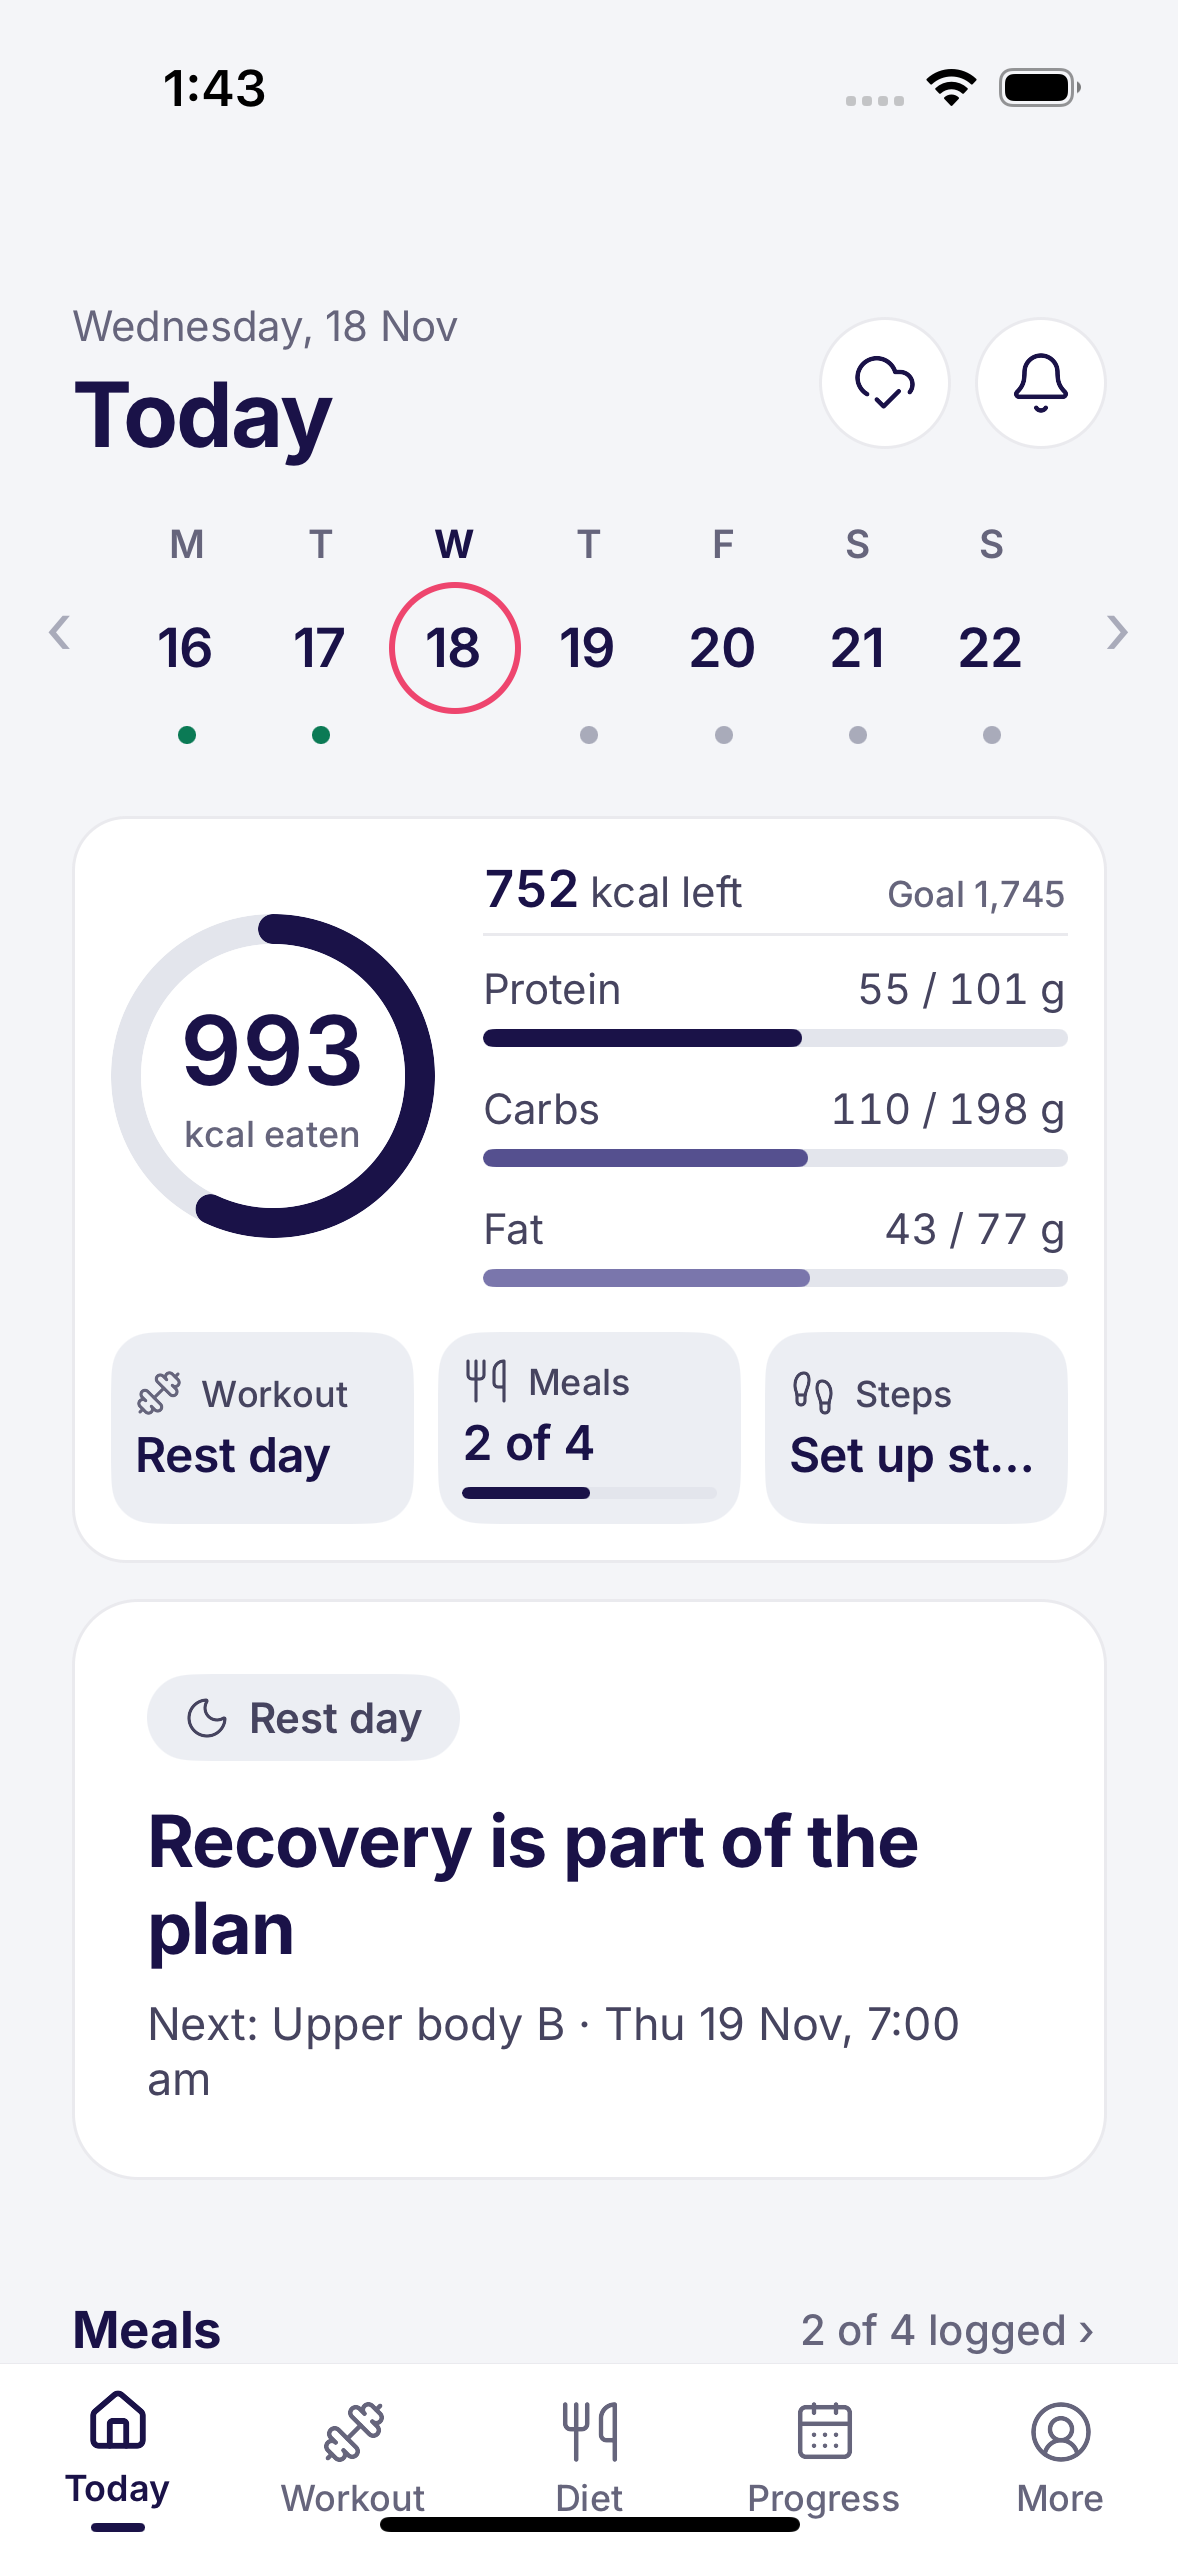 1:43
Wednesday, 18 Nov
Today
M T W T F S S
‹ 16 17 18 19 20 21 22 ›
752 kcal left Goal 1,745
993
kcal eaten
Protein 55 / 101 g
Carbs 110 / 198 g
Fat 43 / 77 g
Workout
Rest day
Meals
2 of 4
Steps
Set up st...
Rest day
Recovery is part of the
plan
Next: Upper body B · Thu 19 Nov, 7:00
am
Meals 2 of 4 logged ›
Today Workout Diet Progress More